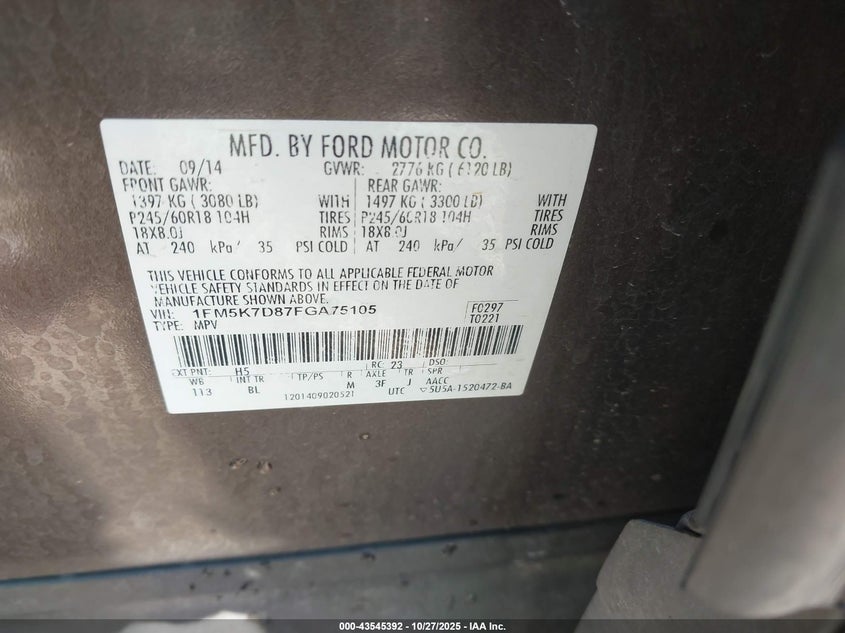 MFD. BY FORD MOTOR CO.
DATE: 09/14 GVWR: 2776 KG ( 6120 LB)
FRONT GAWR: REAR GAWR:
1397 KG ( 3080 LB) WITH 1497 KG ( 3300 LB) WITH
P245/60R18 104H TIRES P245/60R18 104H TIRES
18X8.0J RIMS 18X8.0J RIMS
AT 240 kPa/ 35 PSI COLD AT 240 kPa/ 35 PSI COLD
THIS VEHICLE CONFORMS TO ALL APPLICABLE FEDERAL MOTOR
VEHICLE SAFETY STANDARDS IN EFFECT ON THE DATE OF
MANUFACTURE SHOWN ABOVE.
VIN: 1FM5K7D87FGA75105 F0297
TYPE: MPV T0221
EXT PNT: H5 RC: 23 DSO:
WB INT TR TP/PS R AXLE TR SPR
113 BL M 3F J AACC
1201409020521 UTC ▽5U5A-1520472-BA
000-43545392 | 10/27/2025 | IAA Inc.